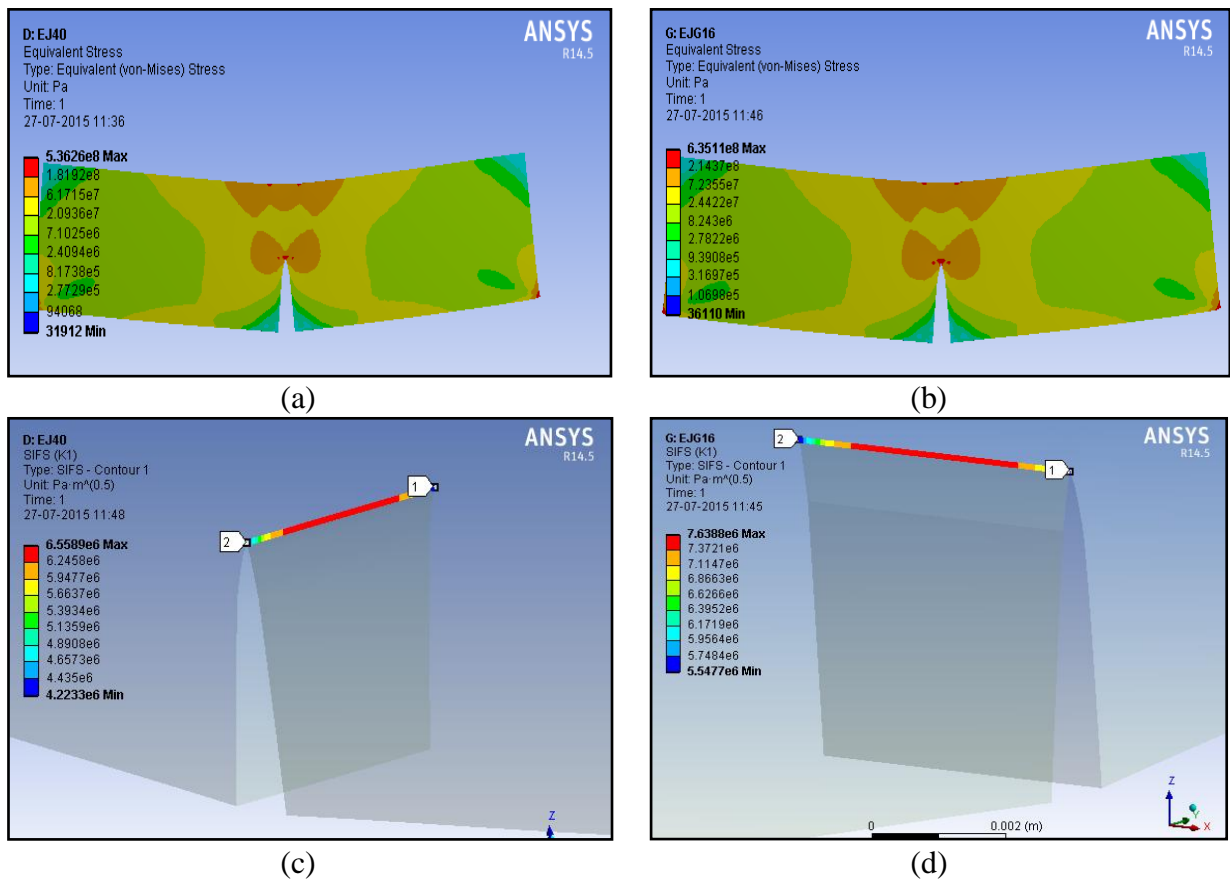 D: EJ40
Equivalent Stress
Type: Equivalent (von-Mises) Stress
Unit: Pa
Time: 1
27-07-2015 11:36
ANSYS
R14.5
5.3626e8 Max
1.8192e8
6.1715e7
2.0936e7
7.1025e6
2.4094e6
8.1738e5
2.7729e5
94068
31912 Min
(a)
G: EJG16
Equivalent Stress
Type: Equivalent (von-Mises) Stress
Unit: Pa
Time: 1
27-07-2015 11:46
ANSYS
R14.5
6.3511e8 Max
2.1437e8
7.2355e7
2.4422e7
8.243e6
2.7822e6
9.3908e5
3.1697e5
1.0698e5
36110 Min
(b)
D: EJ40
SIFS (K1)
Type: SIFS - Contour 1
Unit: Pa·m^(0.5)
Time: 1
27-07-2015 11:48
ANSYS
R14.5
6.5589e6 Max
6.2458e6
5.9477e6
5.6637e6
5.3934e6
5.1359e6
4.8908e6
4.6573e6
4.435e6
4.2233e6 Min
1
2
Z
(c)
G: EJG16
SIFS (K1)
Type: SIFS - Contour 1
Unit: Pa·m^(0.5)
Time: 1
27-07-2015 11:45
ANSYS
R14.5
7.6388e6 Max
7.3721e6
7.1147e6
6.8663e6
6.6266e6
6.3952e6
6.1719e6
5.9564e6
5.7484e6
5.5477e6 Min
2
1
0 0.002 (m)
Z
Y
X
(d)